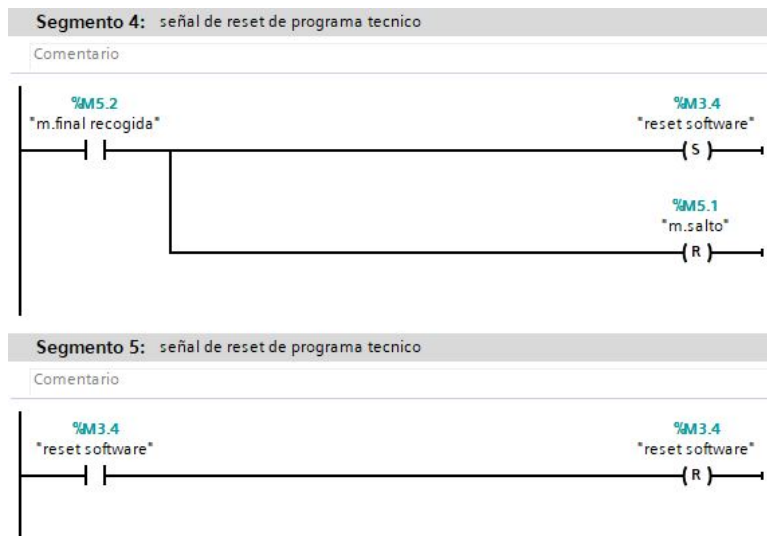 Segmento 4: señal de reset de programa tecnico
Comentario
%M5.2
"m.final recogida"
%M3.4
"reset software"
S
%M5.1
"m.salto"
R
Segmento 5: señal de reset de programa tecnico
Comentario
%M3.4
"reset software"
%M3.4
"reset software"
R